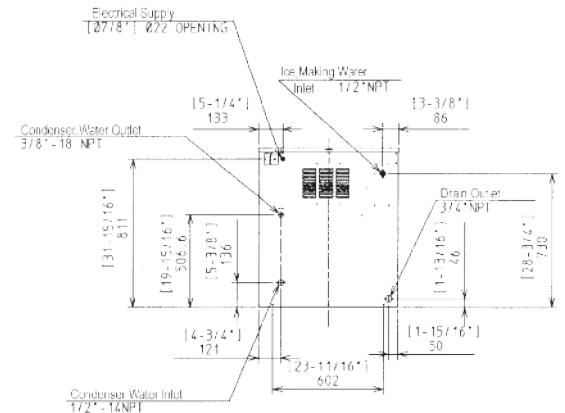 Electrical Supply
[Ø7/8"] Ø22 OPENING
Ice Making Warer
Inlet 1/2"NPT
[5-1/4"]
133
[3-3/8"]
86
Condenser Water Outlet
3/8"-18 NPT
Drain Outlet
3/4"NPT
[31-15/16"]
811
[19-15/16"]
506.6
[5-3/8"]
136
[1-13/16"]
46
[28-3/4"]
730
[4-3/4"]
121
[1-15/16"]
50
[23-11/16"]
602
Condenser Water Inlet
1/2"-14NPT